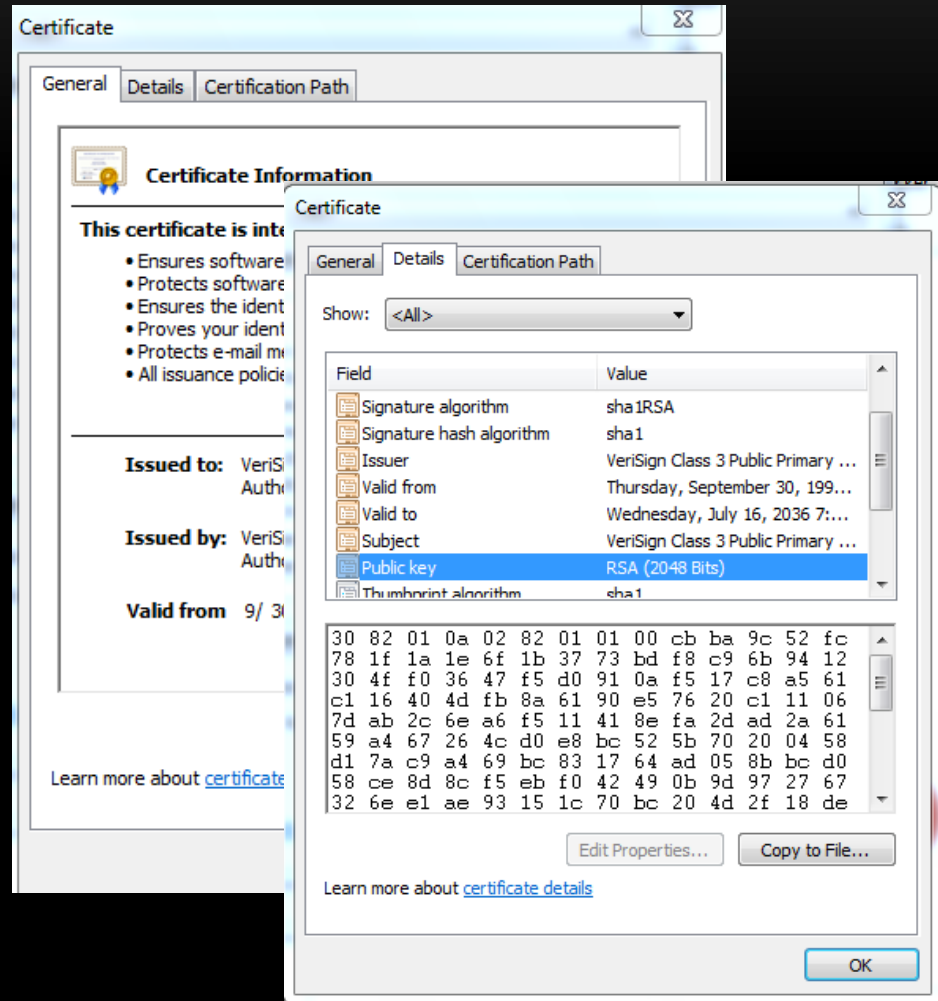 Certificate
General Details Certification Path
Certificate Information
This certificate is inte
• Ensures software
• Protects software
• Ensures the ident
• Proves your ident
• Protects e-mail me
• All issuance policie
Issued to: VeriSi
Autho
Issued by: VeriSi
Autho
Valid from 9/ 30
Learn more about certificate
Certificate
General Details Certification Path
Show: <All>
Field Value
Signature algorithm sha1RSA
Signature hash algorithm sha1
Issuer VeriSign Class 3 Public Primary ...
Valid from Thursday, September 30, 199...
Valid to Wednesday, July 16, 2036 7:...
Subject VeriSign Class 3 Public Primary ...
Public key RSA (2048 Bits)
Thumbprint algorithm sha1
30 82 01 0a 02 82 01 01 00 cb ba 9c 52 fc
78 1f 1a 1e 6f 1b 37 73 bd f8 c9 6b 94 12
30 4f f0 36 47 f5 d0 91 0a f5 17 c8 a5 61
c1 16 40 4d fb 8a 61 90 e5 76 20 c1 11 06
7d ab 2c 6e a6 f5 11 41 8e fa 2d ad 2a 61
59 a4 67 26 4c d0 e8 bc 52 5b 70 20 04 58
d1 7a c9 a4 69 bc 83 17 64 ad 05 8b bc d0
58 ce 8d 8c f5 eb f0 42 49 0b 9d 97 27 67
32 6e e1 ae 93 15 1c 70 bc 20 4d 2f 18 de
Edit Properties... Copy to File...
Learn more about certificate details
OK